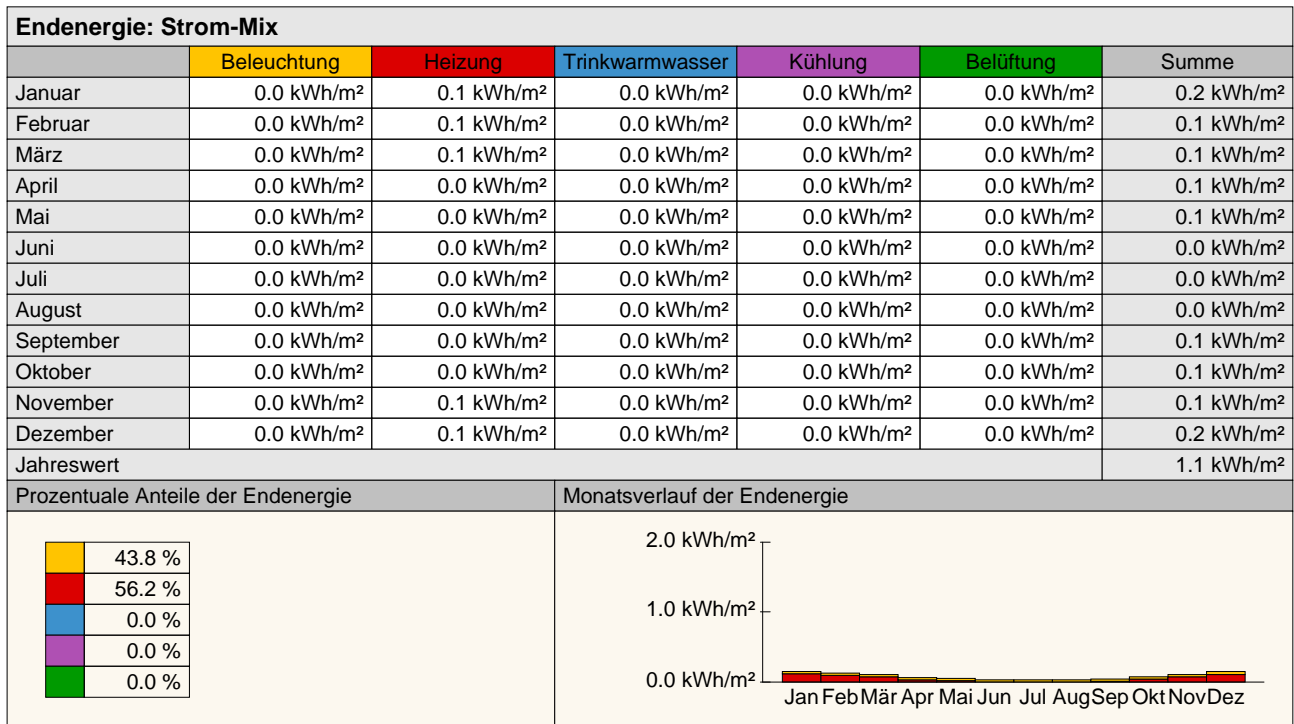 Endenergie: Strom-Mix
Beleuchtung Heizung Trinkwarmwasser Kühlung Belüftung Summe
Januar 0.0 kWh/m² 0.1 kWh/m² 0.0 kWh/m² 0.0 kWh/m² 0.0 kWh/m² 0.2 kWh/m²
Februar 0.0 kWh/m² 0.1 kWh/m² 0.0 kWh/m² 0.0 kWh/m² 0.0 kWh/m² 0.1 kWh/m²
März 0.0 kWh/m² 0.1 kWh/m² 0.0 kWh/m² 0.0 kWh/m² 0.0 kWh/m² 0.1 kWh/m²
April 0.0 kWh/m² 0.0 kWh/m² 0.0 kWh/m² 0.0 kWh/m² 0.0 kWh/m² 0.1 kWh/m²
Mai 0.0 kWh/m² 0.0 kWh/m² 0.0 kWh/m² 0.0 kWh/m² 0.0 kWh/m² 0.1 kWh/m²
Juni 0.0 kWh/m² 0.0 kWh/m² 0.0 kWh/m² 0.0 kWh/m² 0.0 kWh/m² 0.0 kWh/m²
Juli 0.0 kWh/m² 0.0 kWh/m² 0.0 kWh/m² 0.0 kWh/m² 0.0 kWh/m² 0.0 kWh/m²
August 0.0 kWh/m² 0.0 kWh/m² 0.0 kWh/m² 0.0 kWh/m² 0.0 kWh/m² 0.0 kWh/m²
September 0.0 kWh/m² 0.0 kWh/m² 0.0 kWh/m² 0.0 kWh/m² 0.0 kWh/m² 0.1 kWh/m²
Oktober 0.0 kWh/m² 0.0 kWh/m² 0.0 kWh/m² 0.0 kWh/m² 0.0 kWh/m² 0.1 kWh/m²
November 0.0 kWh/m² 0.1 kWh/m² 0.0 kWh/m² 0.0 kWh/m² 0.0 kWh/m² 0.1 kWh/m²
Dezember 0.0 kWh/m² 0.1 kWh/m² 0.0 kWh/m² 0.0 kWh/m² 0.0 kWh/m² 0.2 kWh/m²
Jahreswert 1.1 kWh/m²
Prozentuale Anteile der Endenergie
43.8 %
56.2 %
0.0 %
0.0 %
0.0 %
Monatsverlauf der Endenergie
2.0 kWh/m²
1.0 kWh/m²
0.0 kWh/m²
Jan Feb Mär Apr Mai Jun Jul Aug Sep Okt Nov Dez